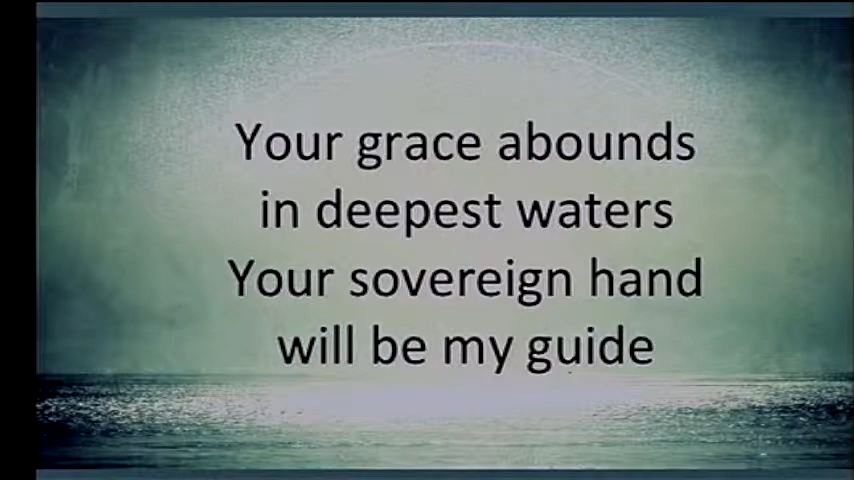 Your grace abounds
in deepest waters
Your sovereign hand
will be my guide